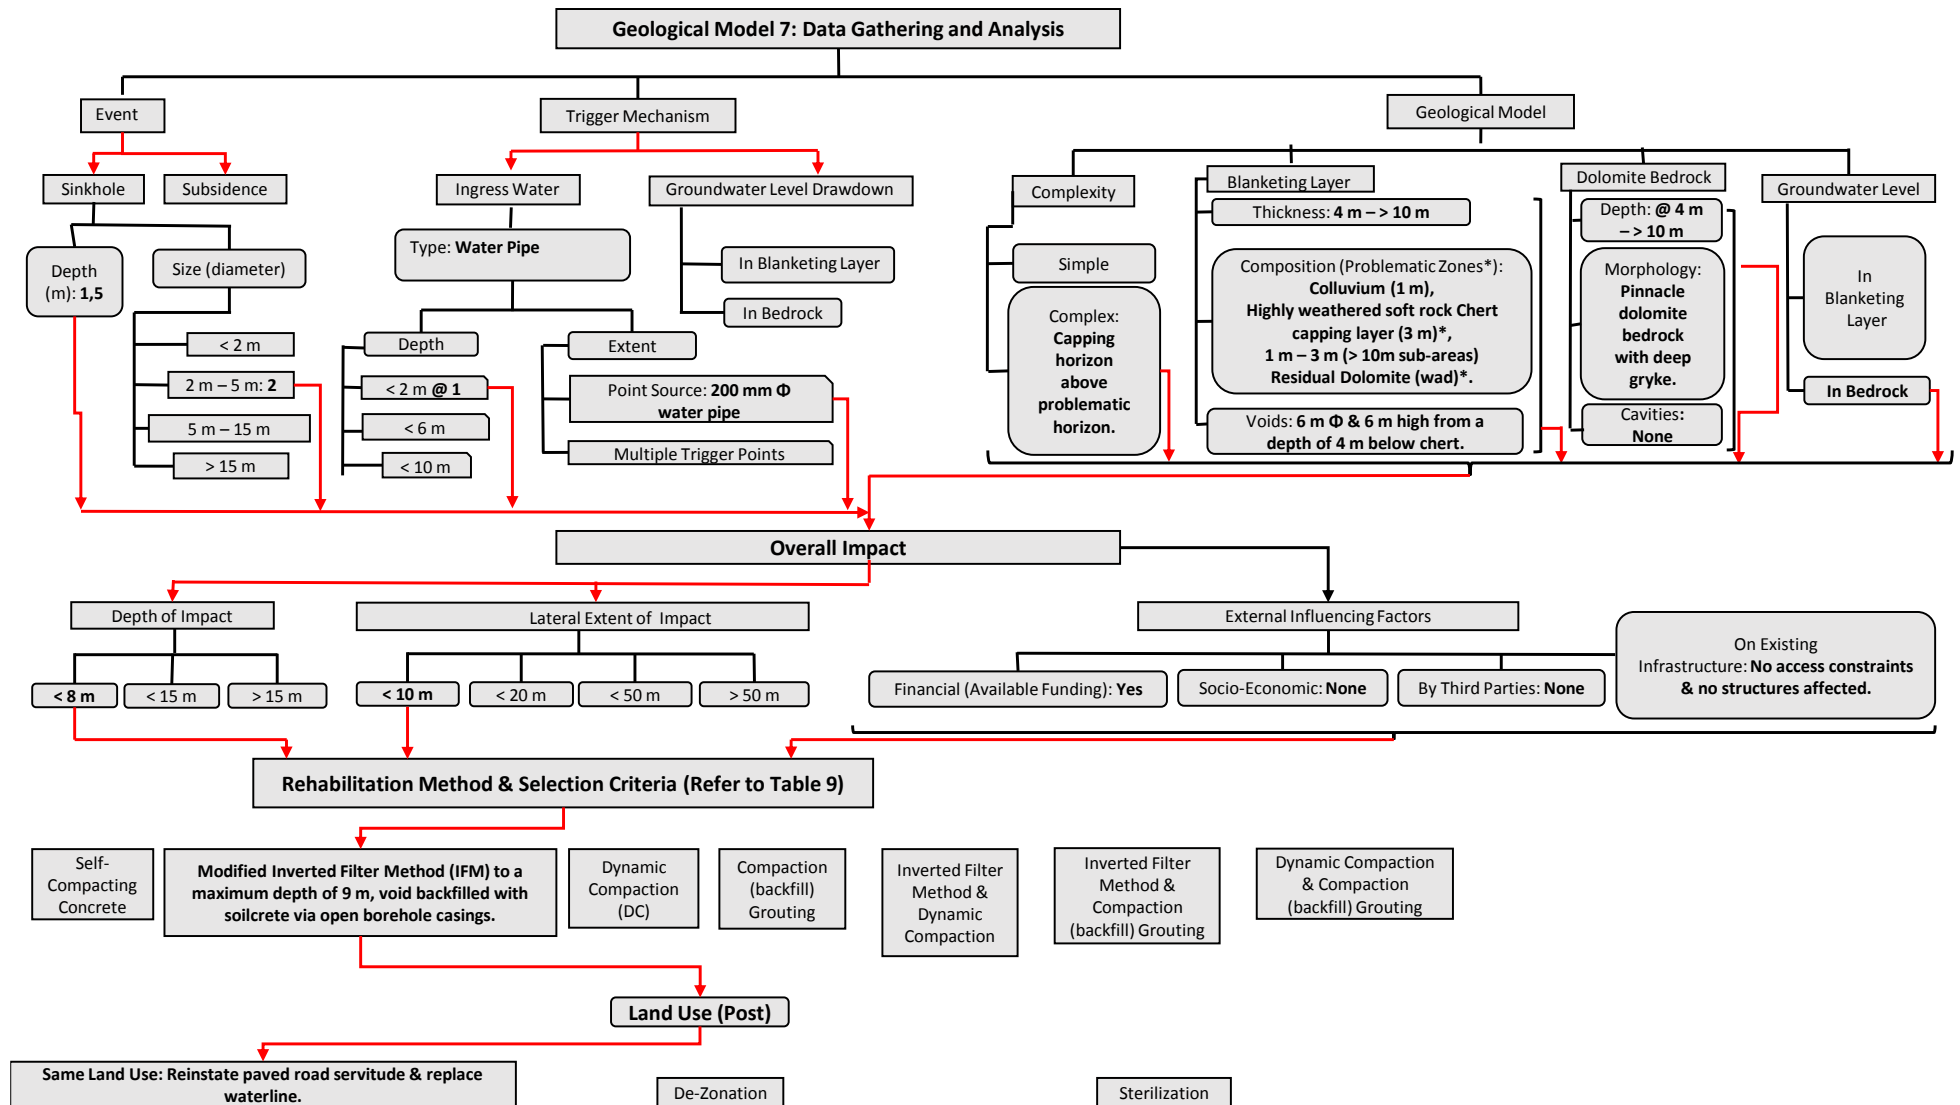 Geological Model 7: Data Gathering and Analysis
Event
Trigger Mechanism
Geological Model
Sinkhole
Subsidence
Ingress Water
Groundwater Level Drawdown
Complexity
Blanketing Layer
Dolomite Bedrock
Groundwater Level
Depth
(m): 1,5
Size (diameter)
< 2 m
2 m – 5 m: 2
5 m – 15 m
> 15 m
Type: Water Pipe
Depth
< 2 m @ 1
< 6 m
< 10 m
Extent
Point Source: 200 mm Φ
water pipe
Multiple Trigger Points
In Blanketing Layer
In Bedrock
Simple
Complex:
Capping
horizon
above
problematic
horizon.
Thickness: 4 m – > 10 m
Composition (Problematic Zones*):
Colluvium (1 m),
Highly weathered soft rock Chert
capping layer (3 m)*,
1 m – 3 m (> 10m sub-areas)
Residual Dolomite (wad)*.
Voids: 6 m Φ & 6 m high from a
depth of 4 m below chert.
Depth: @ 4 m
– > 10 m
Morphology:
Pinnacle
dolomite
bedrock
with deep
gryke.
Cavities:
None
In
Blanketing
Layer
In Bedrock
Overall Impact
Depth of Impact
Lateral Extent of  Impact
External Influencing Factors
< 8 m
< 15 m
> 15 m
< 10 m
< 20 m
< 50 m
> 50 m
Financial (Available Funding): Yes
Socio-Economic: None
By Third Parties: None
On Existing
Infrastructure: No access constraints
& no structures affected.
Rehabilitation Method & Selection Criteria (Refer to Table 9)
Self-
Compacting
Concrete
Modified Inverted Filter Method (IFM) to a
maximum depth of 9 m, void backfilled with
soilcrete via open borehole casings.
Dynamic
Compaction
(DC)
Compaction
(backfill)
Grouting
Inverted Filter
Method &
Dynamic
Compaction
Inverted Filter
Method &
Compaction
(backfill) Grouting
Dynamic Compaction
& Compaction
(backfill) Grouting
Land Use (Post)
Same Land Use: Reinstate paved road servitude & replace
waterline.
De-Zonation
Sterilization